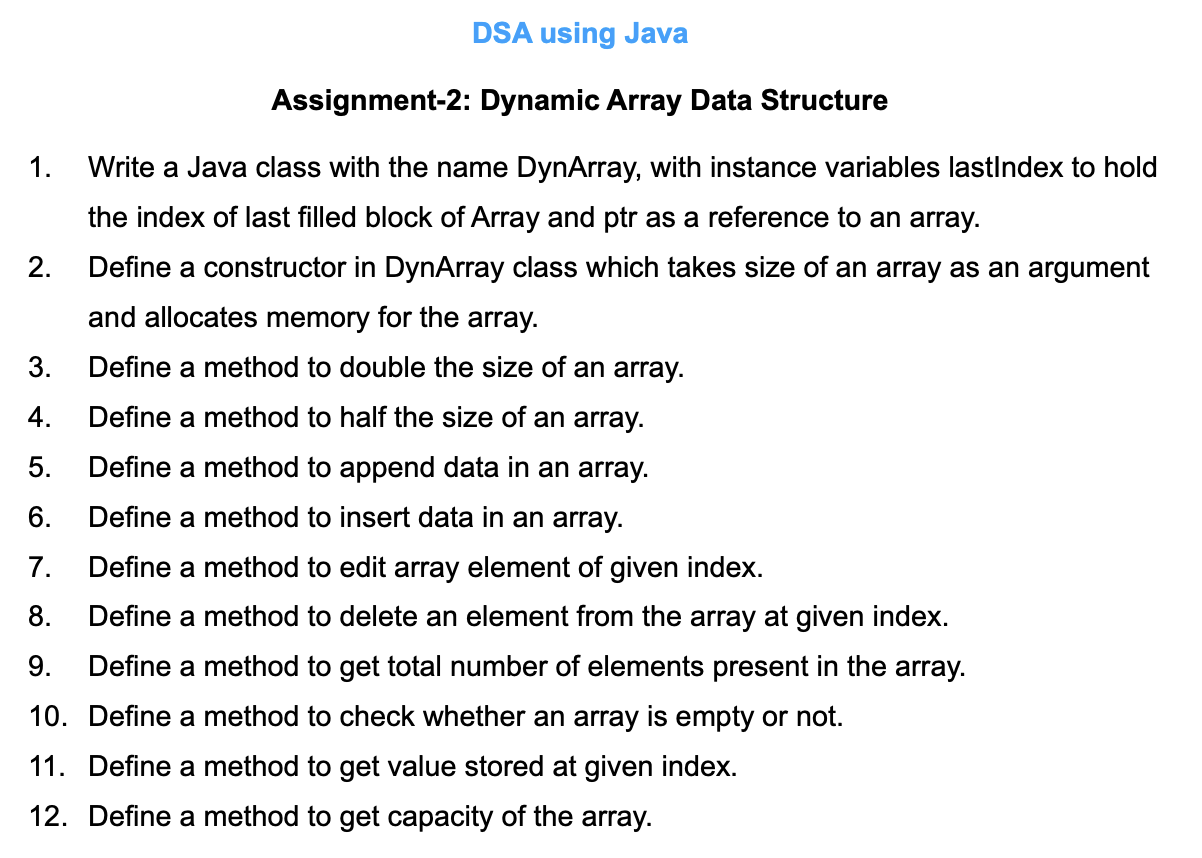 DSA using Java
Assignment-2: Dynamic Array Data Structure
1. Write a Java class with the name DynArray, with instance variables lastIndex to hold
the index of last filled block of Array and ptr as a reference to an array.
2. Define a constructor in DynArray class which takes size of an array as an argument
and allocates memory for the array.
3. Define a method to double the size of an array.
4. Define a method to half the size of an array.
5. Define a method to append data in an array.
6. Define a method to insert data in an array.
7. Define a method to edit array element of given index.
8. Define a method to delete an element from the array at given index.
9. Define a method to get total number of elements present in the array.
10. Define a method to check whether an array is empty or not.
11. Define a method to get value stored at given index.
12. Define a method to get capacity of the array.